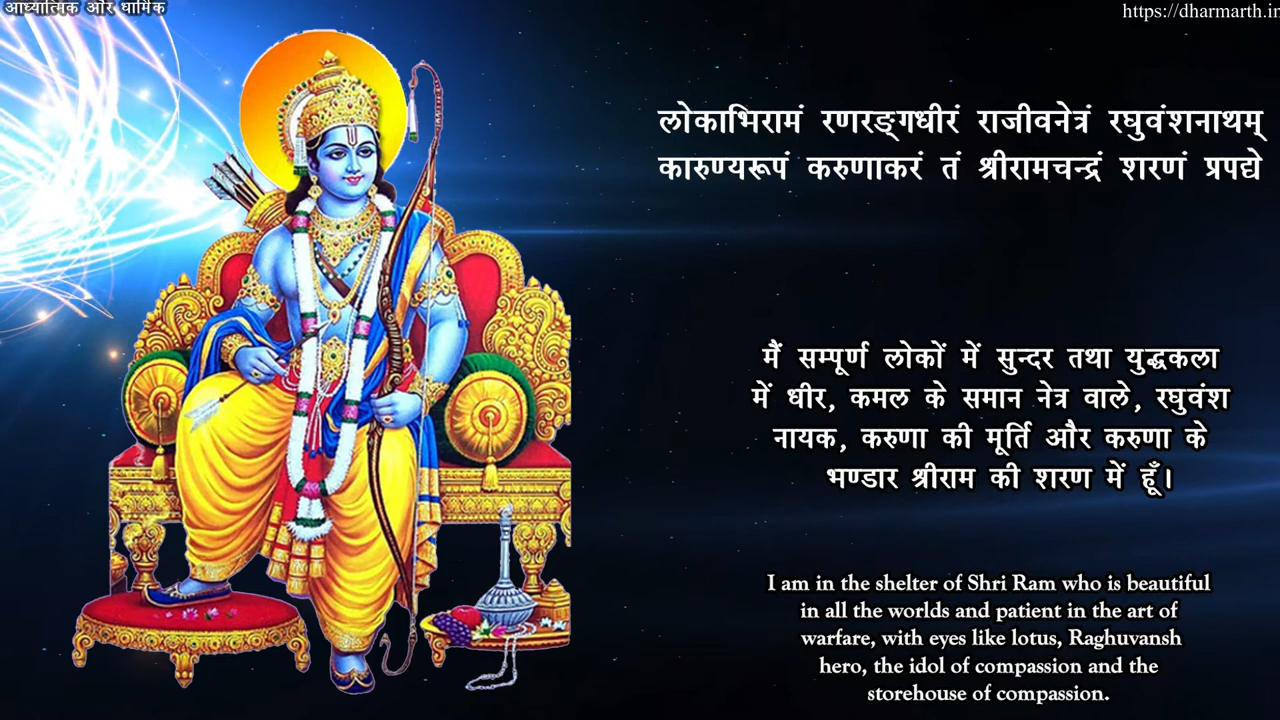 आध्यात्मिक और धार्मिक
https://dharmarth.in
लोकाभिरामं रणरङ्गधीरं राजीवनेत्रं रघुवंशनाथम्
कारुण्यरूपं करुणाकरं तं श्रीरामचन्द्रं शरणं प्रपद्ये
मैं सम्पूर्ण लोकों में सुन्दर तथा युद्धकला
में धीर, कमल के समान नेत्र वाले, रघुवंश
नायक, करुणा की मूर्ति और करुणा के
भण्डार श्रीराम की शरण में हूँ।
I am in the shelter of Shri Ram who is beautiful
in all the worlds and patient in the art of
warfare, with eyes like lotus, Raghuvansh
hero, the idol of compassion and the
storehouse of compassion.